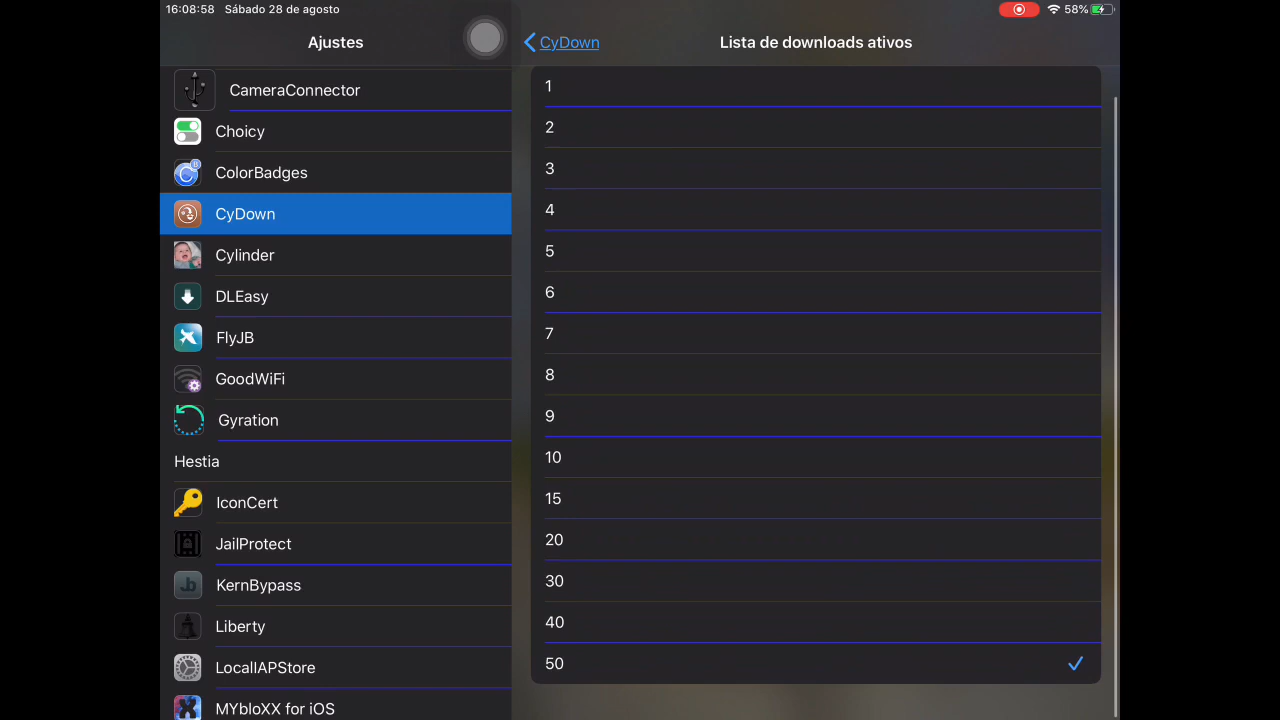 16:08:58 Sábado 28 de agosto
58%
Ajustes
CameraConnector
Choicy
ColorBadges
CyDown
Cylinder
DLEasy
FlyJB
GoodWiFi
Gyration
Hestia
IconCert
JailProtect
KernBypass
Liberty
LocalIAPStore
MYbloXX for iOS
CyDown
Lista de downloads ativos
1
2
3
4
5
6
7
8
9
10
15
20
30
40
50